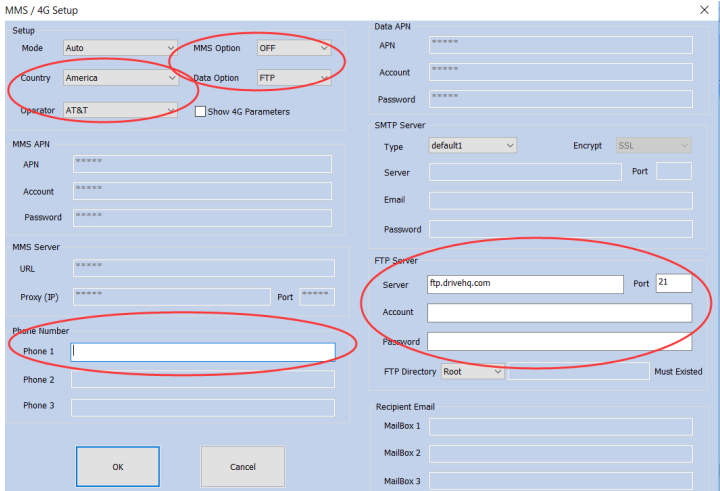 MMS / 4G Setup
Setup
Mode Auto MMS Option OFF
Country America Data Option FTP
Operator AT&T Show 4G Parameters
MMS APN
APN *****
Account *****
Password *****
MMS Server
URL *****
Proxy (IP) ***** Port *****
Phone Number
Phone 1
Phone 2
Phone 3
OK Cancel
Data APN
APN *****
Account *****
Password *****
SMTP Server
Type default1 Encrypt SSL
Server Port
Email
Password
FTP Server
Server ftp.drivehq.com Port 21
Account
Password
FTP Directory Root Must Existed
Recipient Email
MailBox 1
MailBox 2
MailBox 3